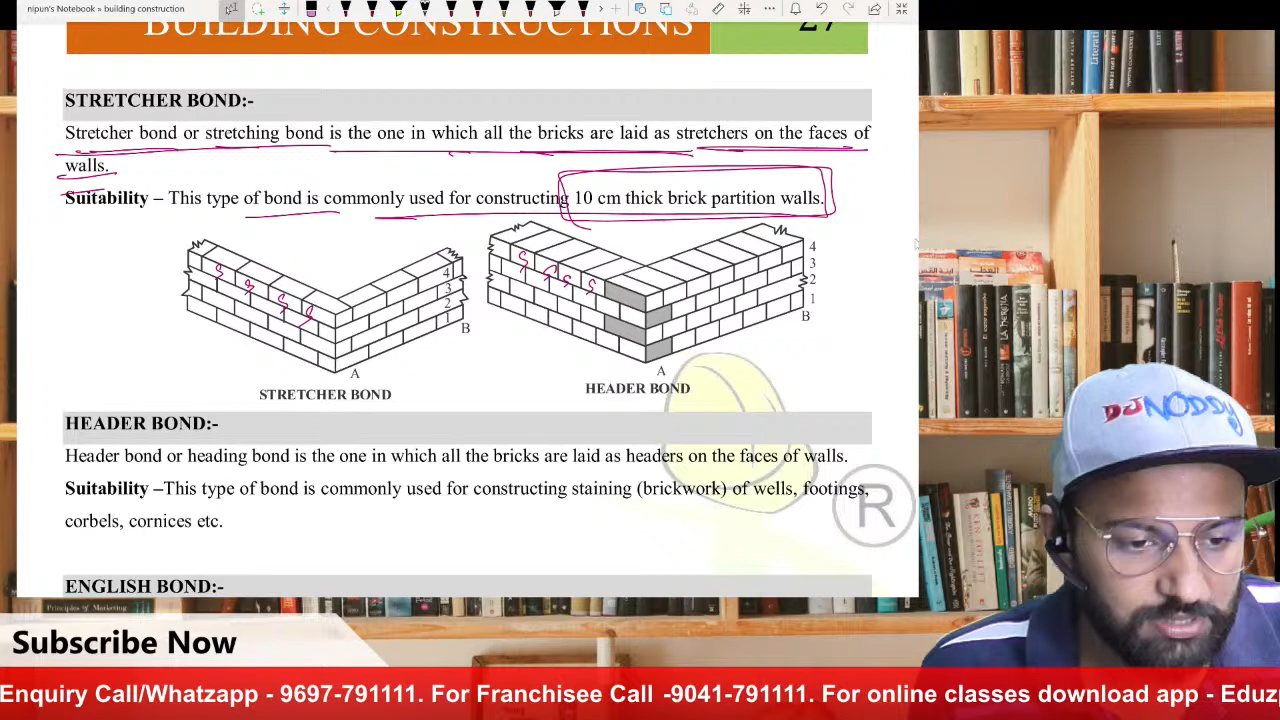 nipun's Notebook » building construction
BUILDING CONSTRUCTIONS 27
STRETCHER BOND:-
Stretcher bond or stretching bond is the one in which all the bricks are laid as stretchers on the faces of
walls.
Suitability – This type of bond is commonly used for constructing 10 cm thick brick partition walls.
S S S S
4
3
2
1
B
A
STRETCHER BOND
S S S S
4
3
2
1
B
A
HEADER BOND
HEADER BOND:-
Header bond or heading bond is the one in which all the bricks are laid as headers on the faces of walls.
Suitability –This type of bond is commonly used for constructing staining (brickwork) of wells, footings,
corbels, cornices etc.
®
ENGLISH BOND:-
DJNODDY
Principles of Marketing
Subscribe Now
Enquiry Call/Whatzapp - 9697-791111. For Franchisee Call -9041-791111. For online classes download app - Eduzp